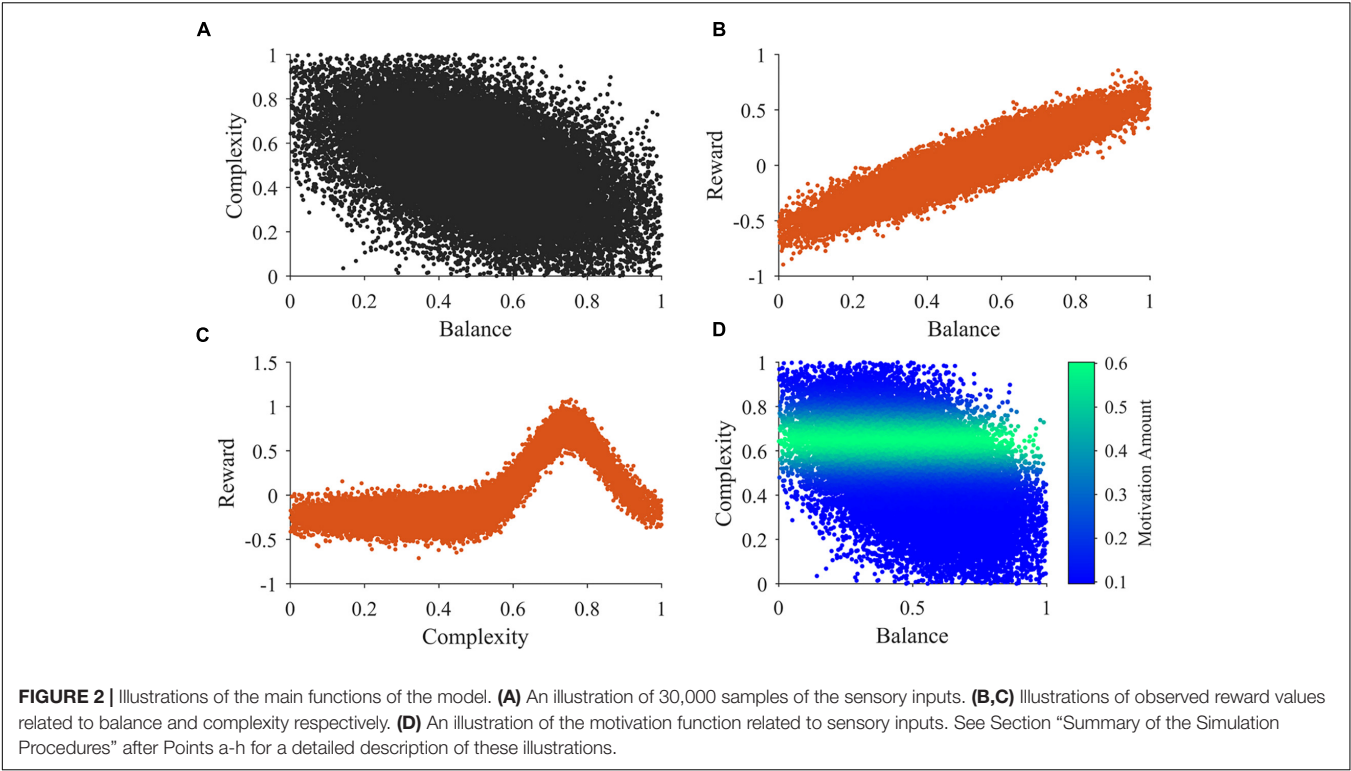 A
1
0.8
0.6
0.4
0.2
0
Complexity
0 0.2 0.4 0.6 0.8 1
Balance
B
1
0.5
0
-0.5
-1
Reward
0 0.2 0.4 0.6 0.8 1
Balance
C
1.5
1
0.5
0
-0.5
-1
Reward
0 0.2 0.4 0.6 0.8 1
Complexity
D
1
0.8
0.6
0.4
0.2
0
Complexity
0 0.5 1
Balance
0.6
0.5
0.4
0.3
0.2
0.1
Motivation Amount
FIGURE 2 | Illustrations of the main functions of the model. (A) An illustration of 30,000 samples of the sensory inputs. (B,C) Illustrations of observed reward values
related to balance and complexity respectively. (D) An illustration of the motivation function related to sensory inputs. See Section “Summary of the Simulation
Procedures” after Points a-h for a detailed description of these illustrations.